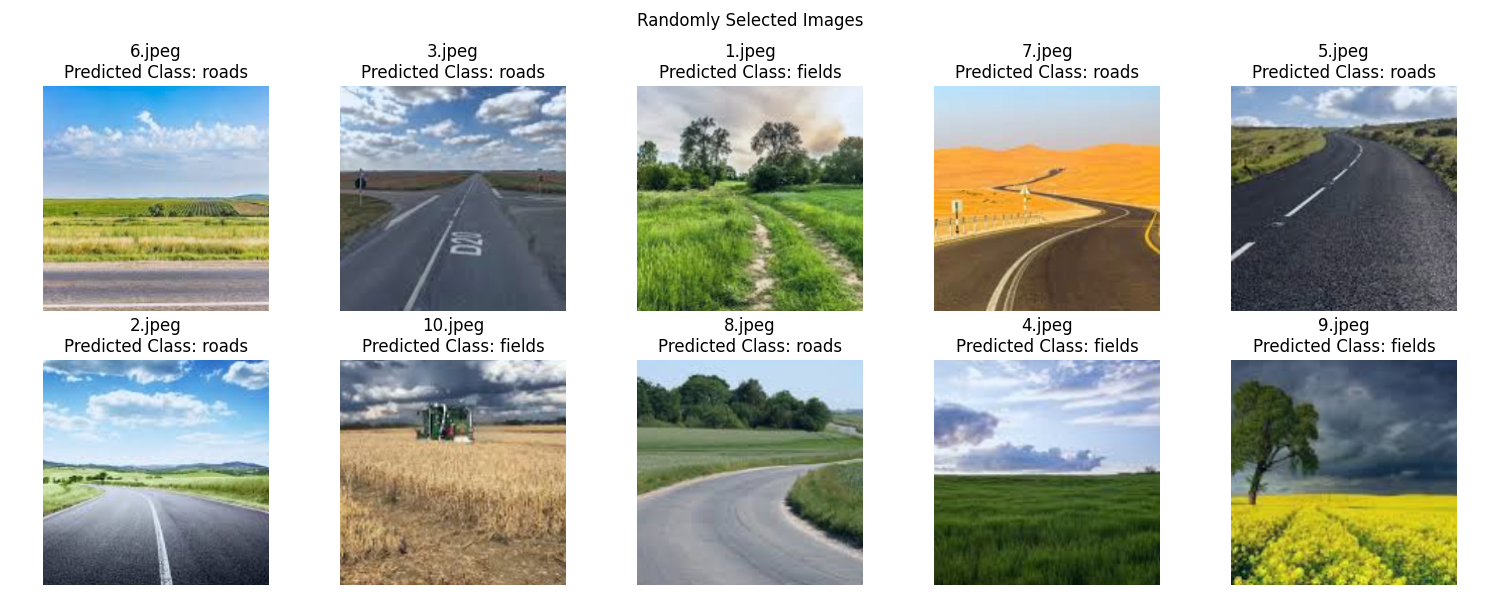 Randomly Selected Images
6.jpeg
Predicted Class: roads
3.jpeg
Predicted Class: roads
D20
1.jpeg
Predicted Class: fields
7.jpeg
Predicted Class: roads
5.jpeg
Predicted Class: roads
2.jpeg
Predicted Class: roads
10.jpeg
Predicted Class: fields
8.jpeg
Predicted Class: roads
4.jpeg
Predicted Class: fields
9.jpeg
Predicted Class: fields